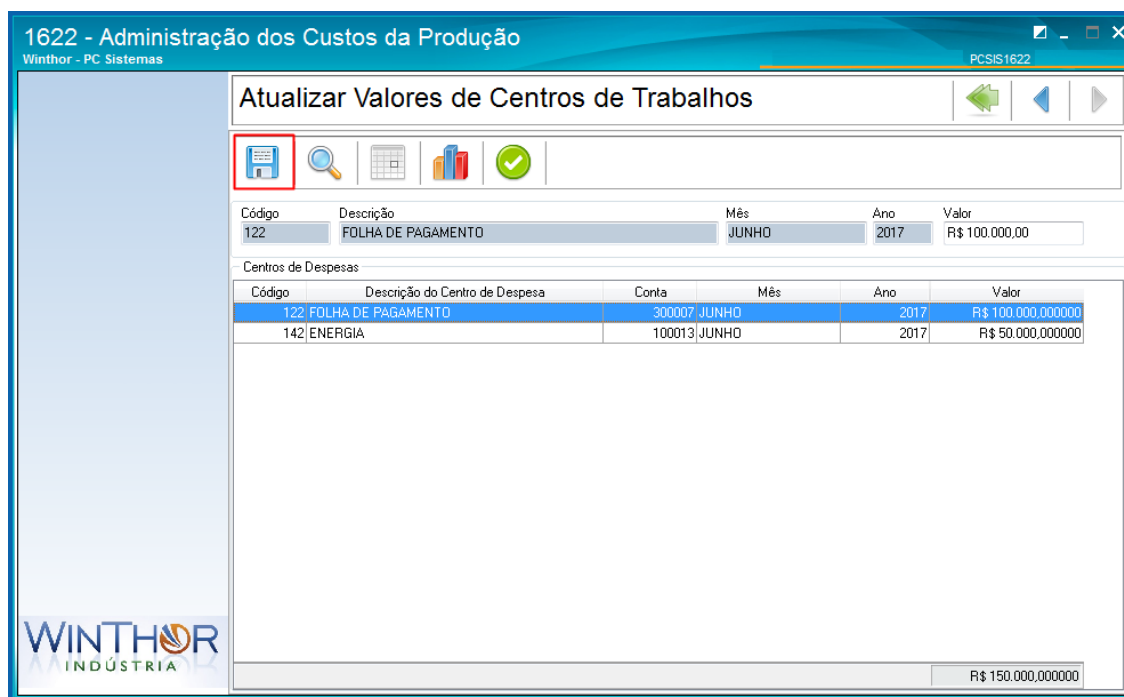 1622 - Administração dos Custos da Produção
Winthor - PC Sistemas
PCSIS1622
Atualizar Valores de Centros de Trabalhos
Código Descrição Mês Ano Valor
122 FOLHA DE PAGAMENTO JUNHO 2017 R$ 100.000,00
Centros de Despesas
Código Descrição do Centro de Despesa Conta Mês Ano Valor
122 FOLHA DE PAGAMENTO 300007 JUNHO 2017 R$ 100.000,000000
142 ENERGIA 100013 JUNHO 2017 R$ 50.000,000000
WINTHOR
INDÚSTRIA
R$ 150.000,000000